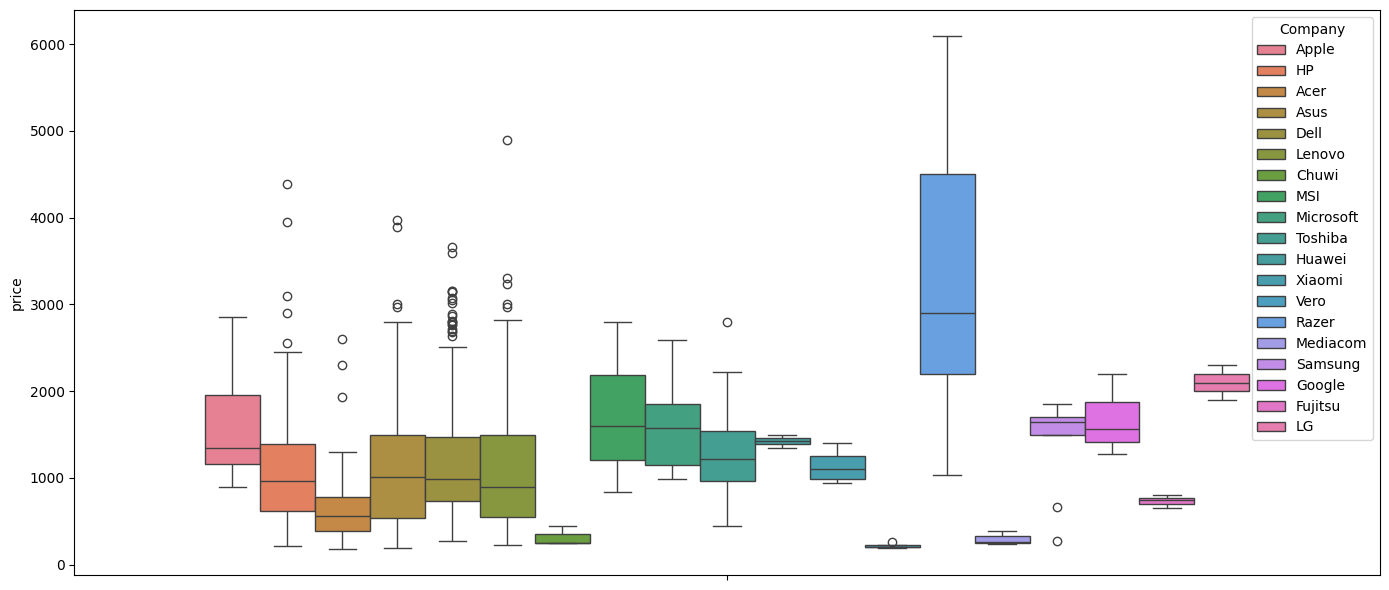 6000
5000
4000
3000
2000
1000
0
price
Company
Apple
HP
Acer
Asus
Dell
Lenovo
Chuwi
MSI
Microsoft
Toshiba
Huawei
Xiaomi
Vero
Razer
Mediacom
Samsung
Google
Fujitsu
LG